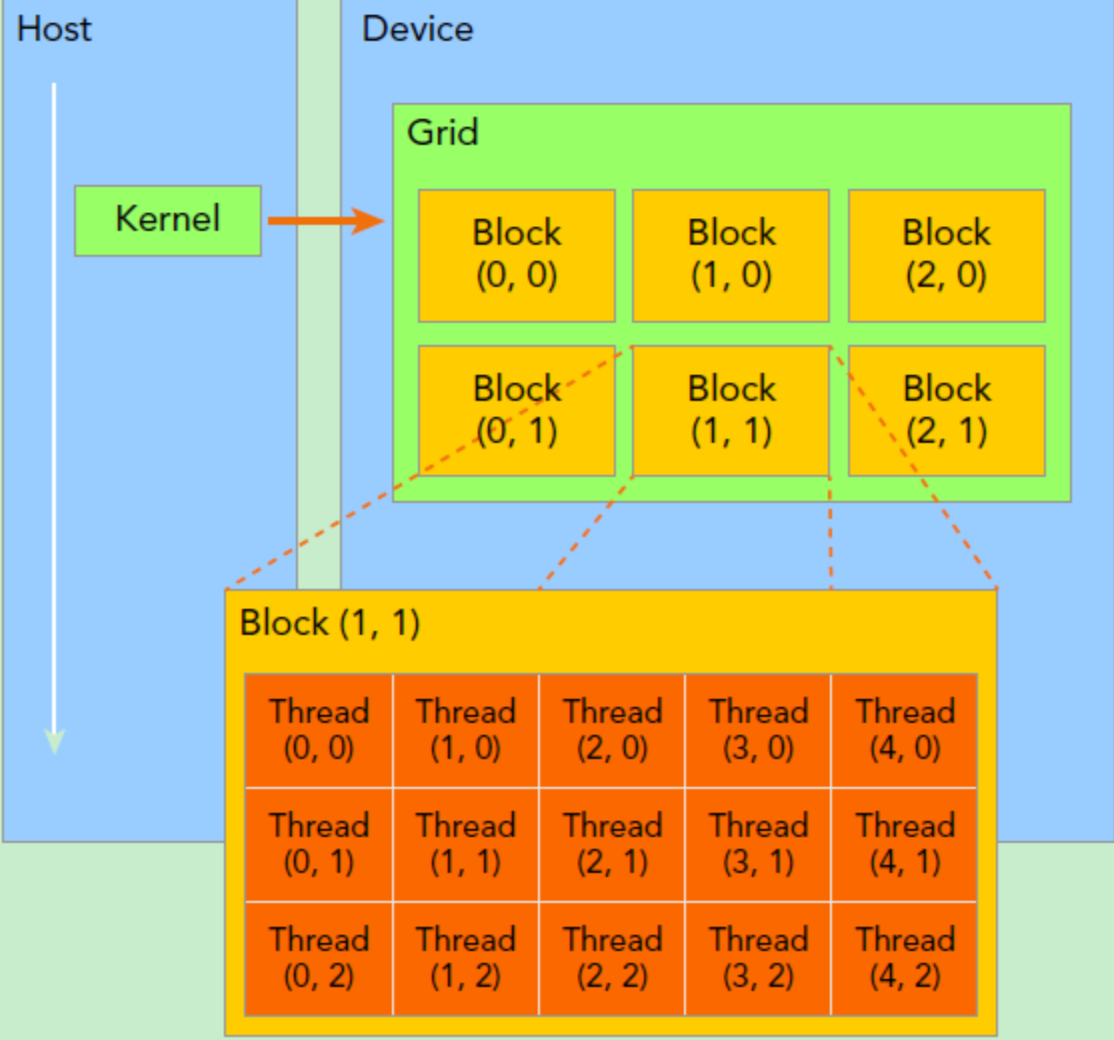 Host
Device
Grid
Kernel
Block
(0, 0)
Block
(1, 0)
Block
(2, 0)
Block
(0, 1)
Block
(1, 1)
Block
(2, 1)
Block (1, 1)
Thread
(0, 0)
Thread
(1, 0)
Thread
(2, 0)
Thread
(3, 0)
Thread
(4, 0)
Thread
(0, 1)
Thread
(1, 1)
Thread
(2, 1)
Thread
(3, 1)
Thread
(4, 1)
Thread
(0, 2)
Thread
(1, 2)
Thread
(2, 2)
Thread
(3, 2)
Thread
(4, 2)